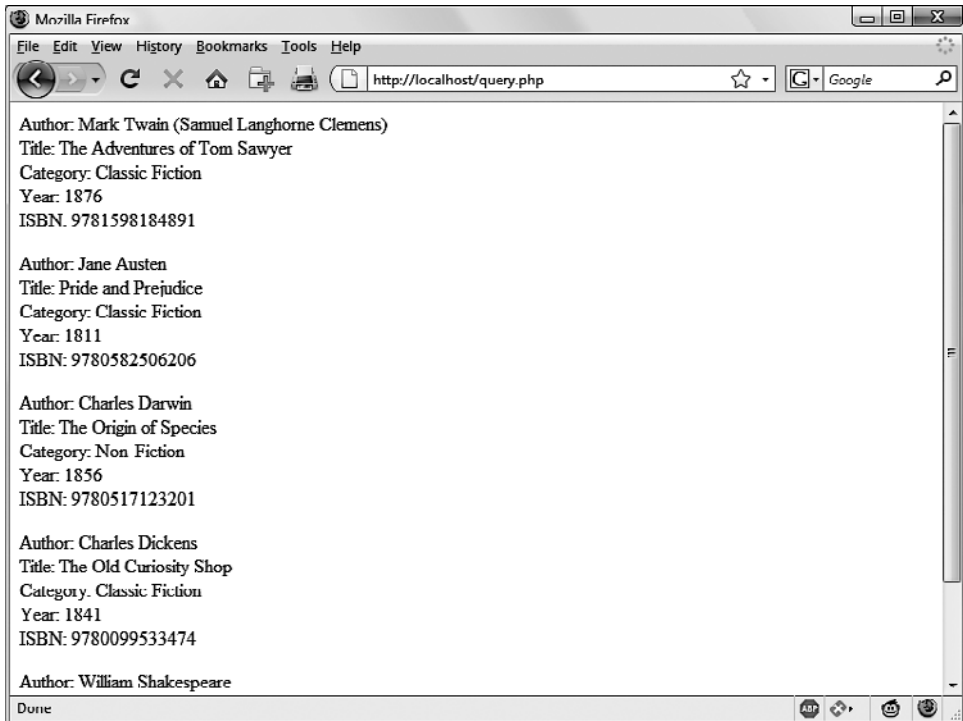 Mozilla Firefox
File Edit View History Bookmarks Tools Help
http://localhost/query.php
G Google
Author: Mark Twain (Samuel Langhorne Clemens)
Title: The Adventures of Tom Sawyer
Category: Classic Fiction
Year: 1876
ISBN: 9781598184891
Author: Jane Austen
Title: Pride and Prejudice
Category: Classic Fiction
Year: 1811
ISBN: 9780582506206
Author: Charles Darwin
Title: The Origin of Species
Category: Non Fiction
Year: 1856
ISBN: 9780517123201
Author: Charles Dickens
Title: The Old Curiosity Shop
Category: Classic Fiction
Year: 1841
ISBN: 9780099533474
Author: William Shakespeare
Done
ABP